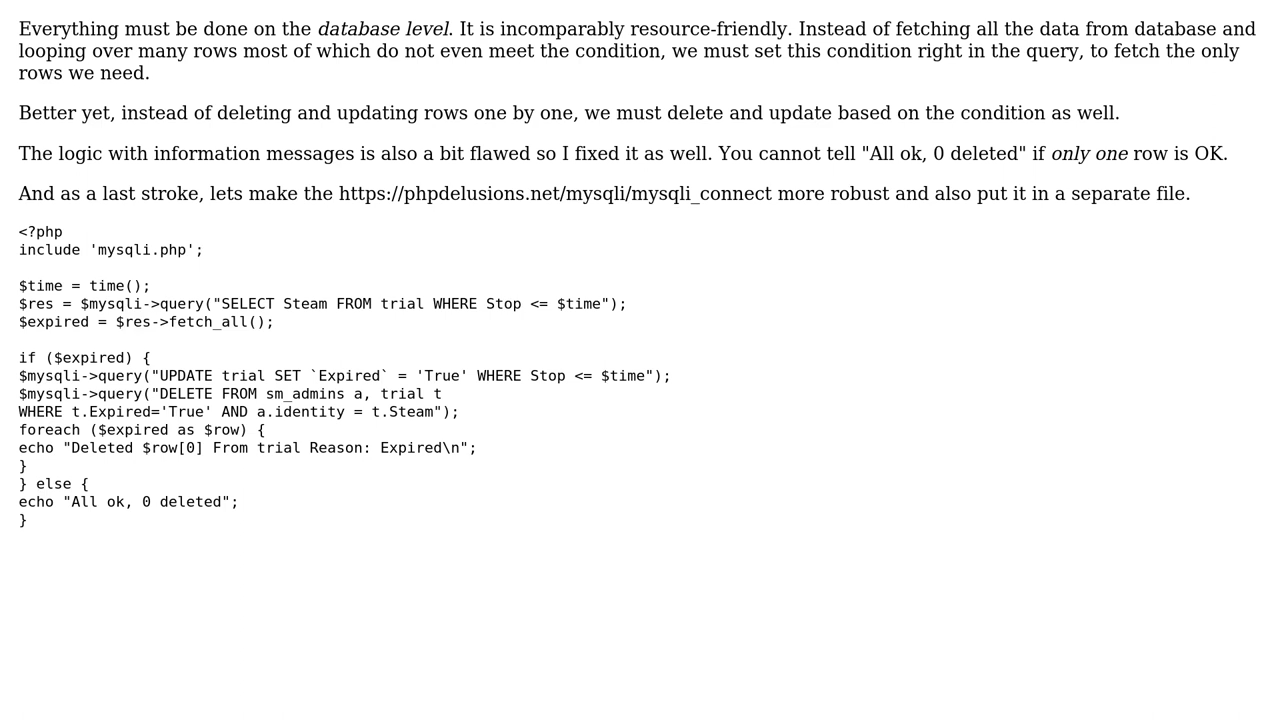 Everything must be done on the database level. It is incomparably resource-friendly. Instead of fetching all the data from database and
looping over many rows most of which do not even meet the condition, we must set this condition right in the query, to fetch the only
rows we need.
Better yet, instead of deleting and updating rows one by one, we must delete and update based on the condition as well.
The logic with information messages is also a bit flawed so I fixed it as well. You cannot tell "All ok, 0 deleted" if only one row is OK.
And as a last stroke, lets make the https://phpdelusions.net/mysqli/mysqli_connect more robust and also put it in a separate file.
<?php
include 'mysqli.php';
$time = time();
$res = $mysqli->query("SELECT Steam FROM trial WHERE Stop <= $time");
$expired = $res->fetch_all();
if ($expired) {
$mysqli->query("UPDATE trial SET `Expired` = 'True' WHERE Stop <= $time");
$mysqli->query("DELETE FROM sm_admins a, trial t
WHERE t.Expired='True' AND a.identity = t.Steam");
foreach ($expired as $row) {
echo "Deleted $row[0] From trial Reason: Expired\n";
}
} else {
echo "All ok, 0 deleted";
}